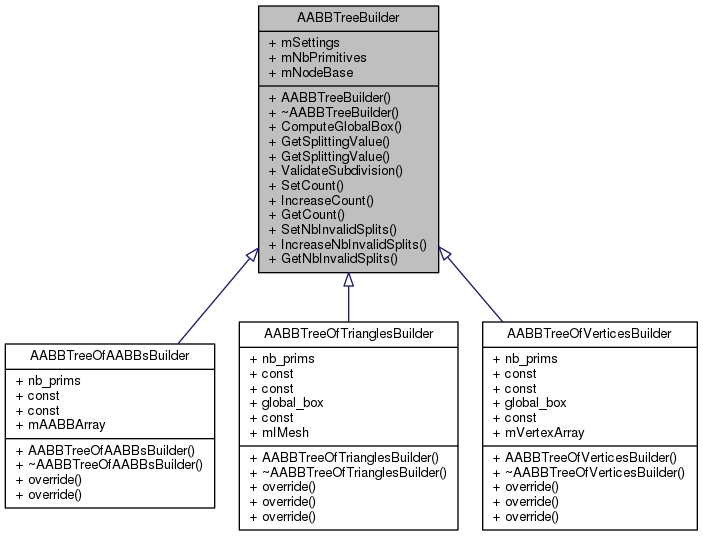 AABBTreeBuilder
+ mSettings
+ mNbPrimitives
+ mNodeBase
+ AABBTreeBuilder()
+ ~AABBTreeBuilder()
+ ComputeGlobalBox()
+ GetSplittingValue()
+ GetSplittingValue()
+ ValidateSubdivision()
+ SetCount()
+ IncreaseCount()
+ GetCount()
+ SetNbInvalidSplits()
+ IncreaseNbInvalidSplits()
+ GetNbInvalidSplits()
AABBTreeOfAABBsBuilder
+ nb_prims
+ const
+ const
+ mAABBArray
+ AABBTreeOfAABBsBuilder()
+ ~AABBTreeOfAABBsBuilder()
+ override()
+ override()
AABBTreeOfTrianglesBuilder
+ nb_prims
+ const
+ const
+ global_box
+ const
+ mIMesh
+ AABBTreeOfTrianglesBuilder()
+ ~AABBTreeOfTrianglesBuilder()
+ override()
+ override()
+ override()
AABBTreeOfVerticesBuilder
+ nb_prims
+ const
+ const
+ global_box
+ const
+ mVertexArray
+ AABBTreeOfVerticesBuilder()
+ ~AABBTreeOfVerticesBuilder()
+ override()
+ override()
+ override()